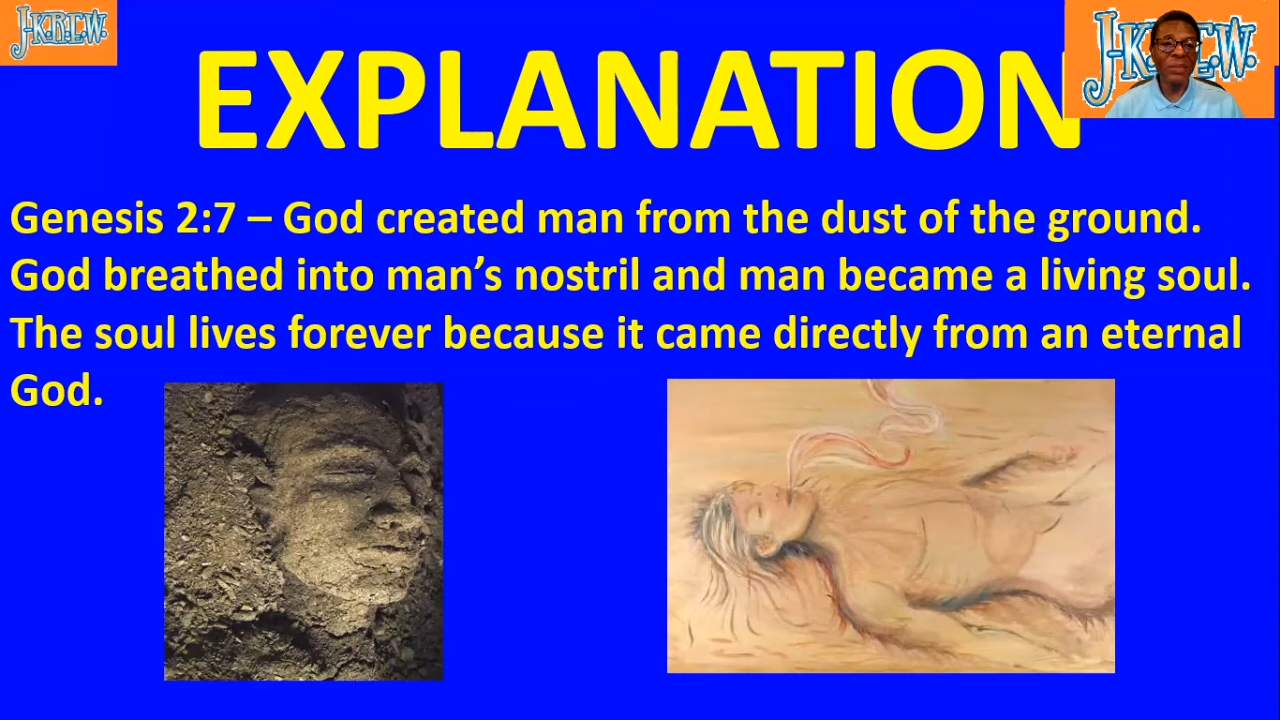 J-K.R.E.W.
EXPLANATION
Genesis 2:7 – God created man from the dust of the ground.
God breathed into man’s nostril and man became a living soul.
The soul lives forever because it came directly from an eternal
God.